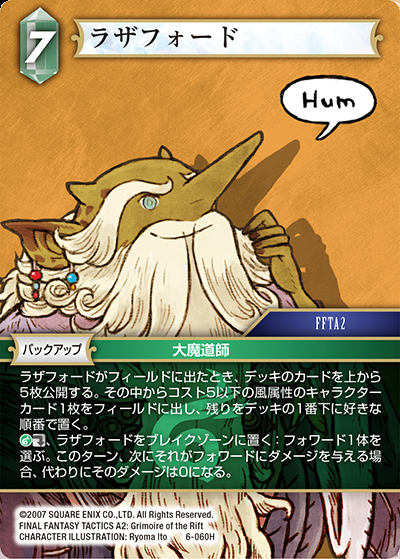 7
ラザフォード
Hum
FFTA2
バックアップ
大魔道師
ラザフォードがフィールドに出たとき、デッキのカードを上から
5枚公開する。その中からコスト5以下の風属性のキャラクター
カード1枚をフィールドに出し、残りをデッキの1番下に好きな
順番で置く。
、ラザフォードをブレイクゾーンに置く：フォワード1体を
選ぶ。このターン、次にそれがフォワードにダメージを与える場
合、代わりにそのダメージは0になる。
©2007 SQUARE ENIX CO.,LTD. All Rights Reserved.
FINAL FANTASY TACTICS A2: Grimoire of the Rift
CHARACTER ILLUSTRATION: Ryoma Ito 6-060H